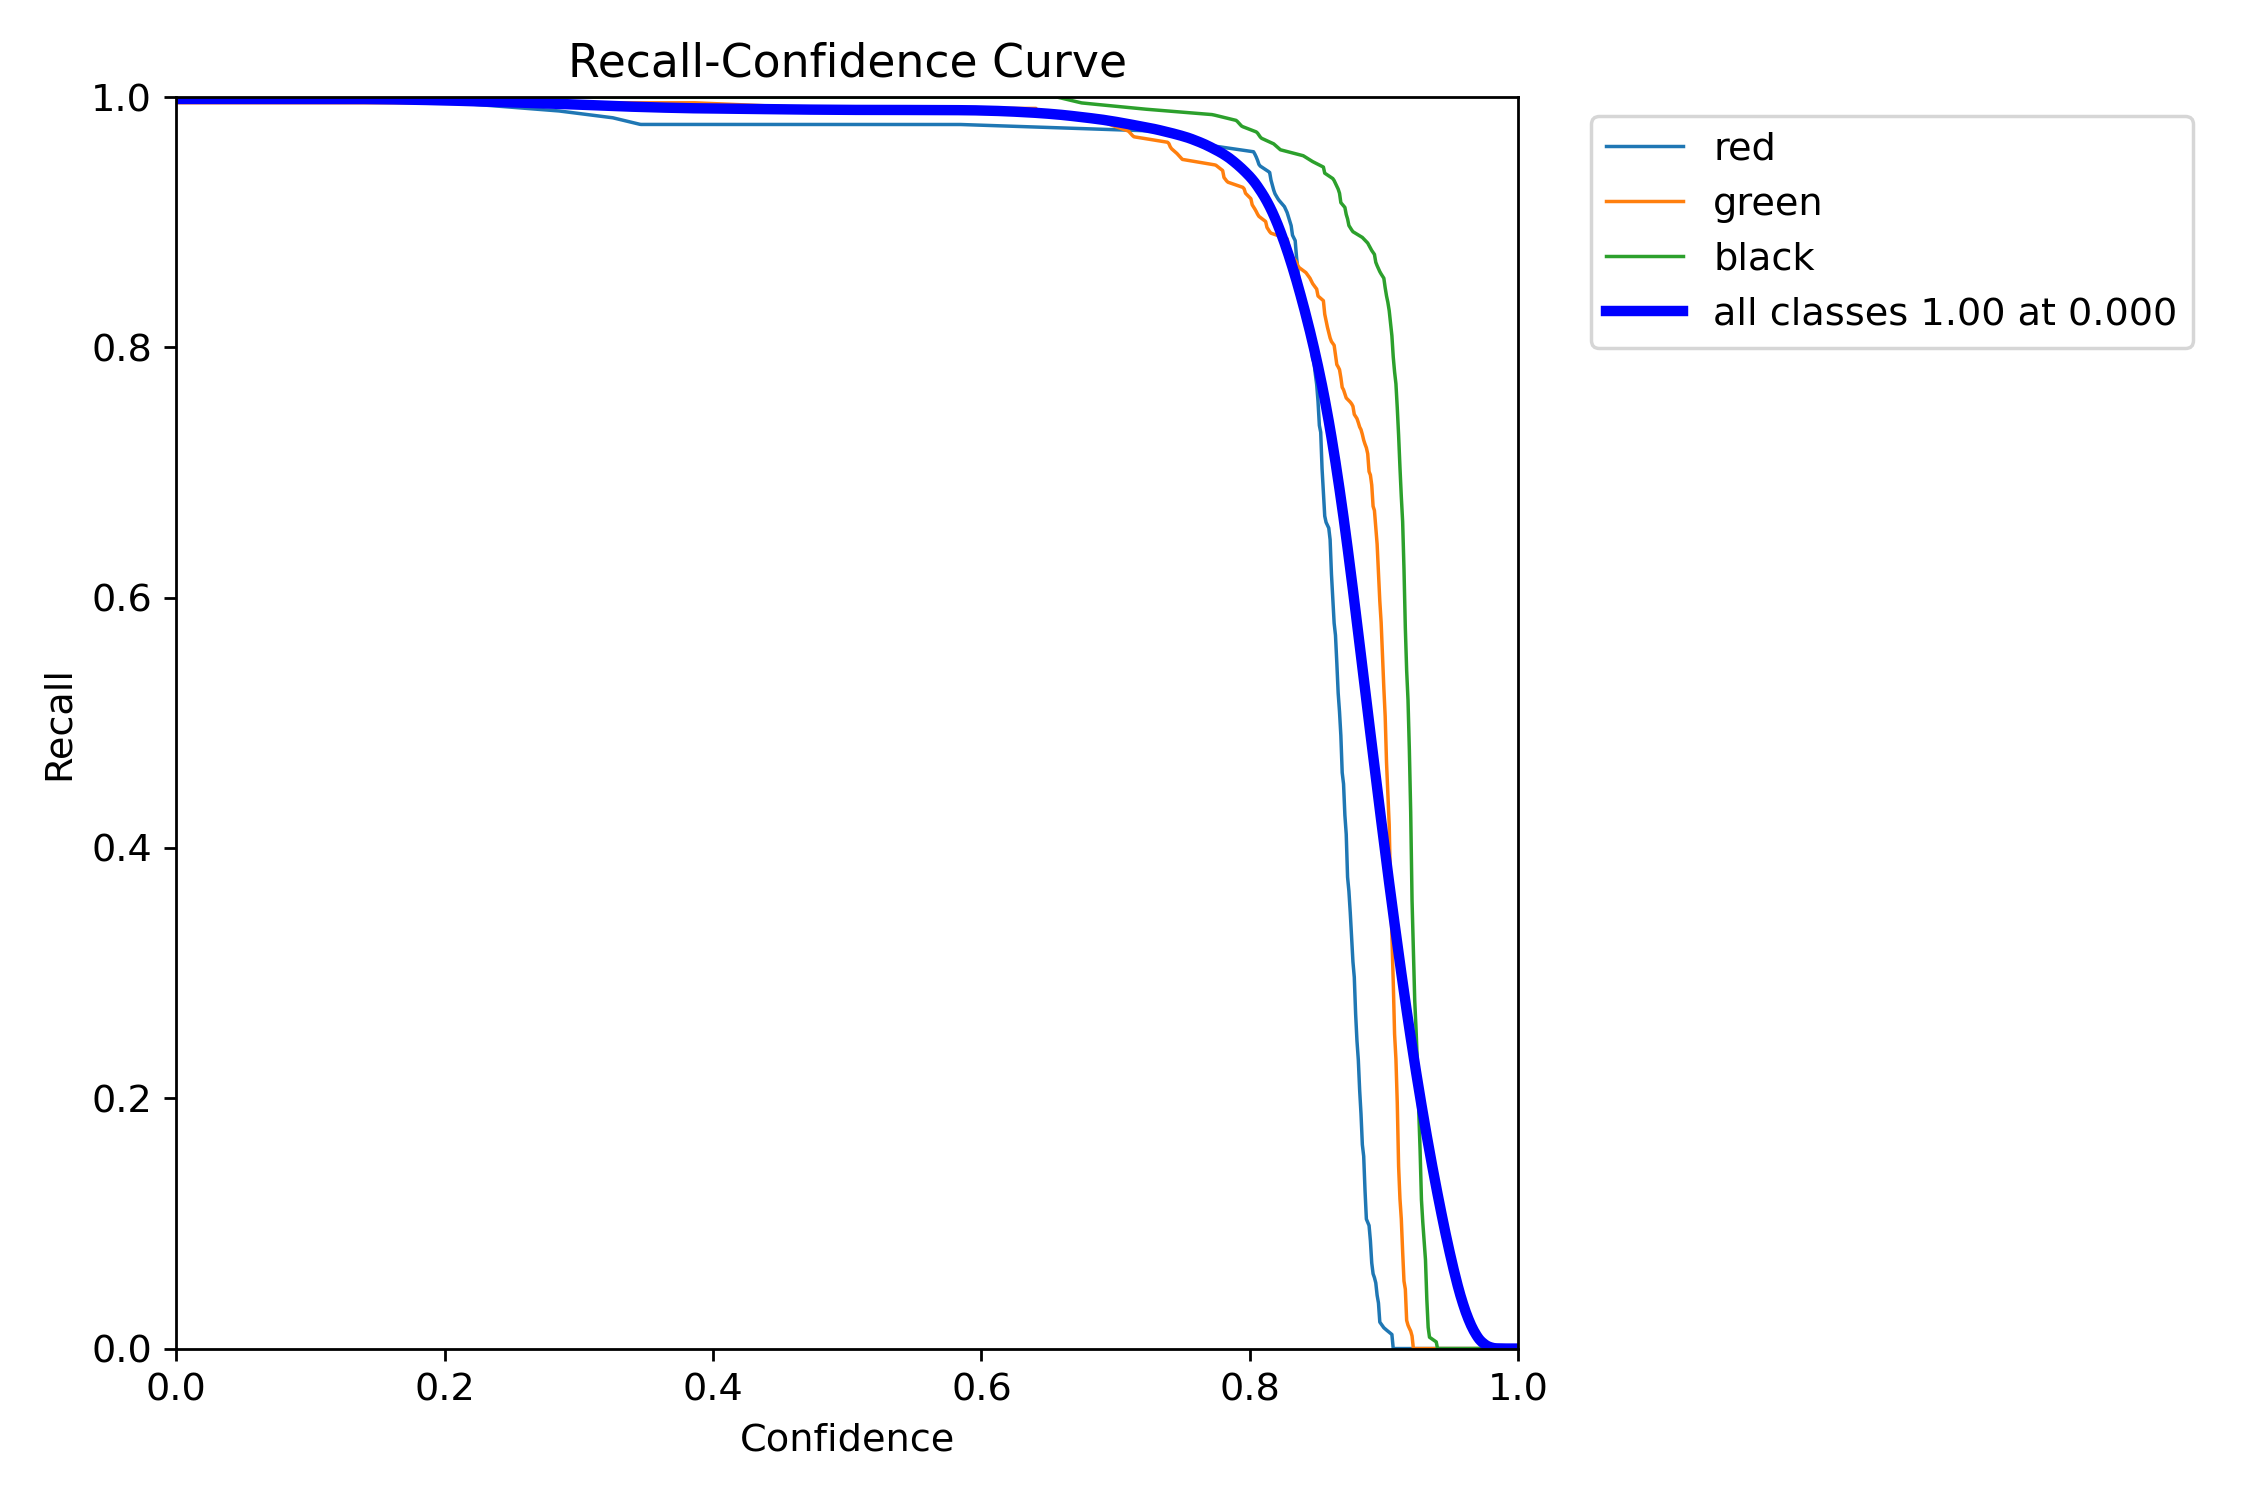 Recall-Confidence Curve
1.0
0.8
0.6
0.4
0.2
0.0
Recall
0.0 0.2 0.4 0.6 0.8 1.0
Confidence
red
green
black
all classes 1.00 at 0.000